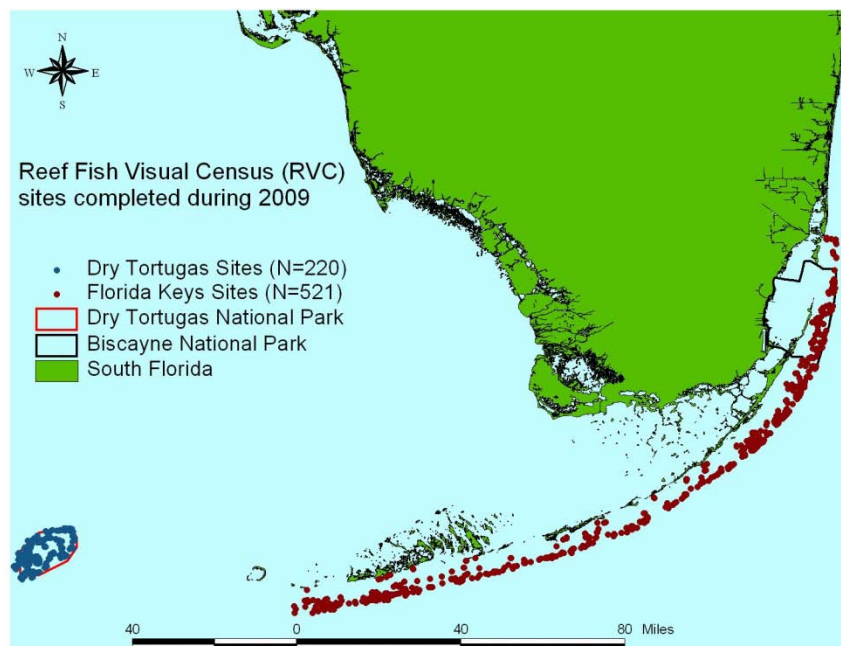 N
W E
S
Reef Fish Visual Census (RVC)
sites completed during 2009
Dry Tortugas Sites (N=220)
Florida Keys Sites (N=521)
Dry Tortugas National Park
Biscayne National Park
South Florida
40 0 40 80 Miles